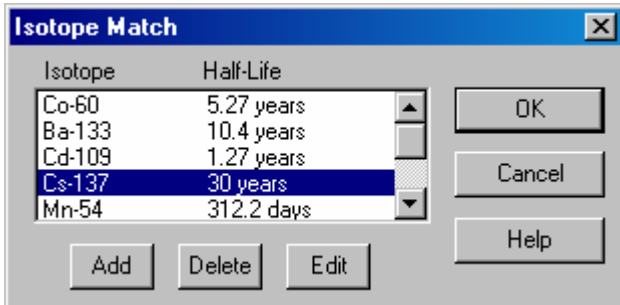 Isotope Match
Isotope Half-Life
Co-60 5.27 years
Ba-133 10.4 years
Cd-109 1.27 years
Cs-137 30 years
Mn-54 312.2 days
OK
Cancel
Help
Add Delete Edit